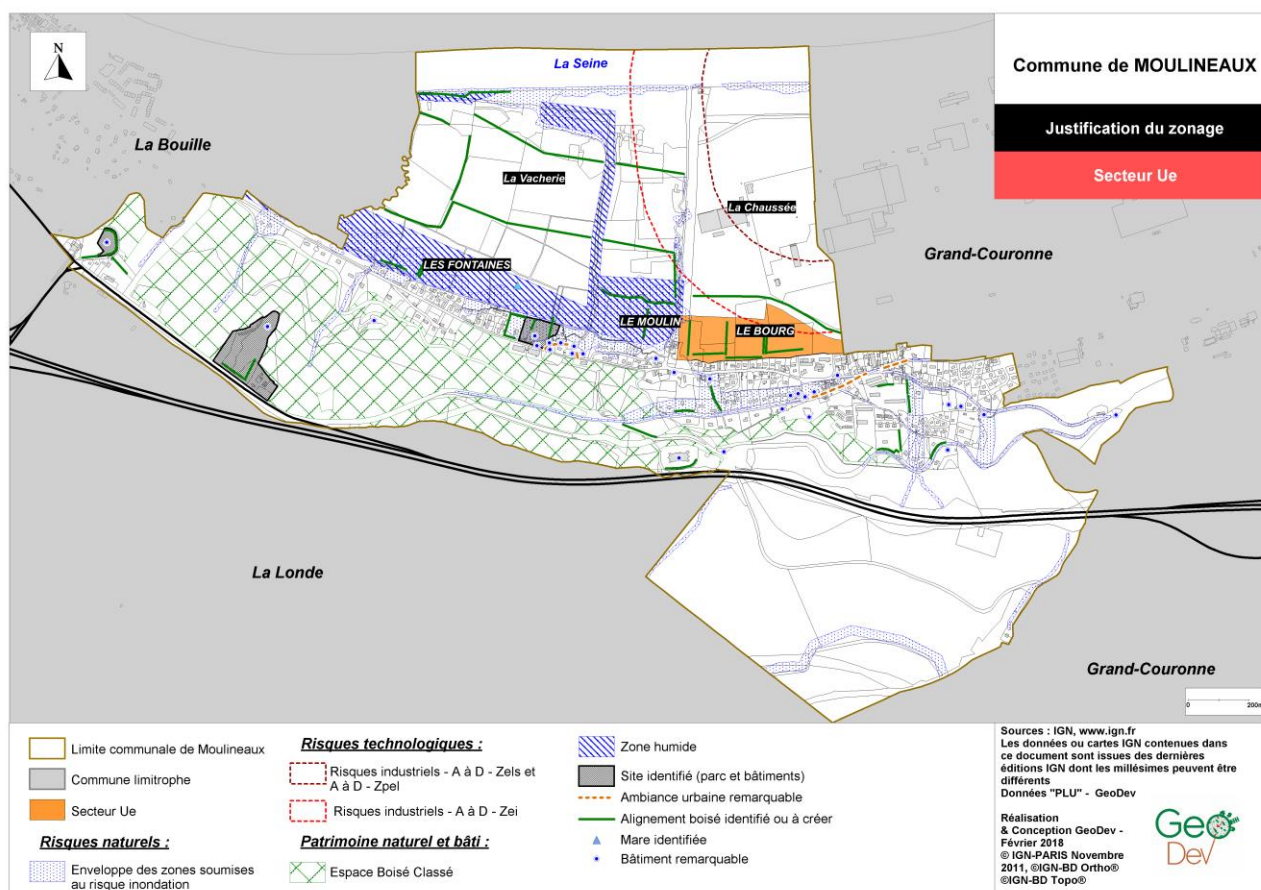 N
La Seine
Commune de MOULINEAUX
Justification du zonage
Secteur Ue
La Bouille
La Vacherie
La Chaussée
Grand-Couronne
LES FONTAINES
LE MOULIN
LE BOURG
La Londe
Grand-Couronne
0 200m
Limite communale de Moulineaux
Commune limitrophe
Secteur Ue
Risques naturels :
Enveloppe des zones soumises
au risque inondation
Risques technologiques :
Risques industriels - A à D - Zels et
A à D - Zpel
Risques industriels - A à D - Zei
Patrimoine naturel et bâti :
Espace Boisé Classé
Zone humide
Site identifié (parc et bâtiments)
Ambiance urbaine remarquable
Alignement boisé identifié ou à créer
Mare identifiée
Bâtiment remarquable
Sources : IGN, www.ign.fr
Les données ou cartes IGN contenues dans
ce document sont issues des dernières
éditions IGN dont les millésimes peuvent être
différents
Données "PLU" - GeoDev
Réalisation
& Conception GeoDev -
Février 2018
© IGN-PARIS Novembre
2011, ©IGN-BD Ortho®
©IGN-BD Topo®
Geo
Dev